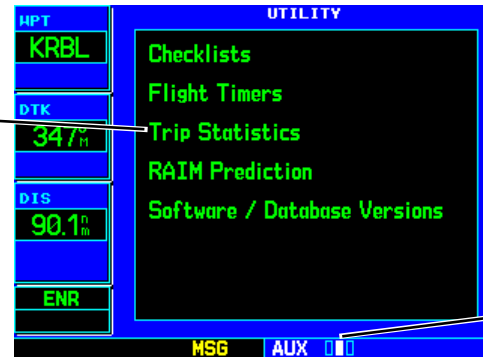 WPT
KRBL
DTK
347°M
DIS
90.1nm
ENR
UTILITY
Checklists
Flight Timers
Trip Statistics
RAIM Prediction
Software / Database Versions
MSG
AUX